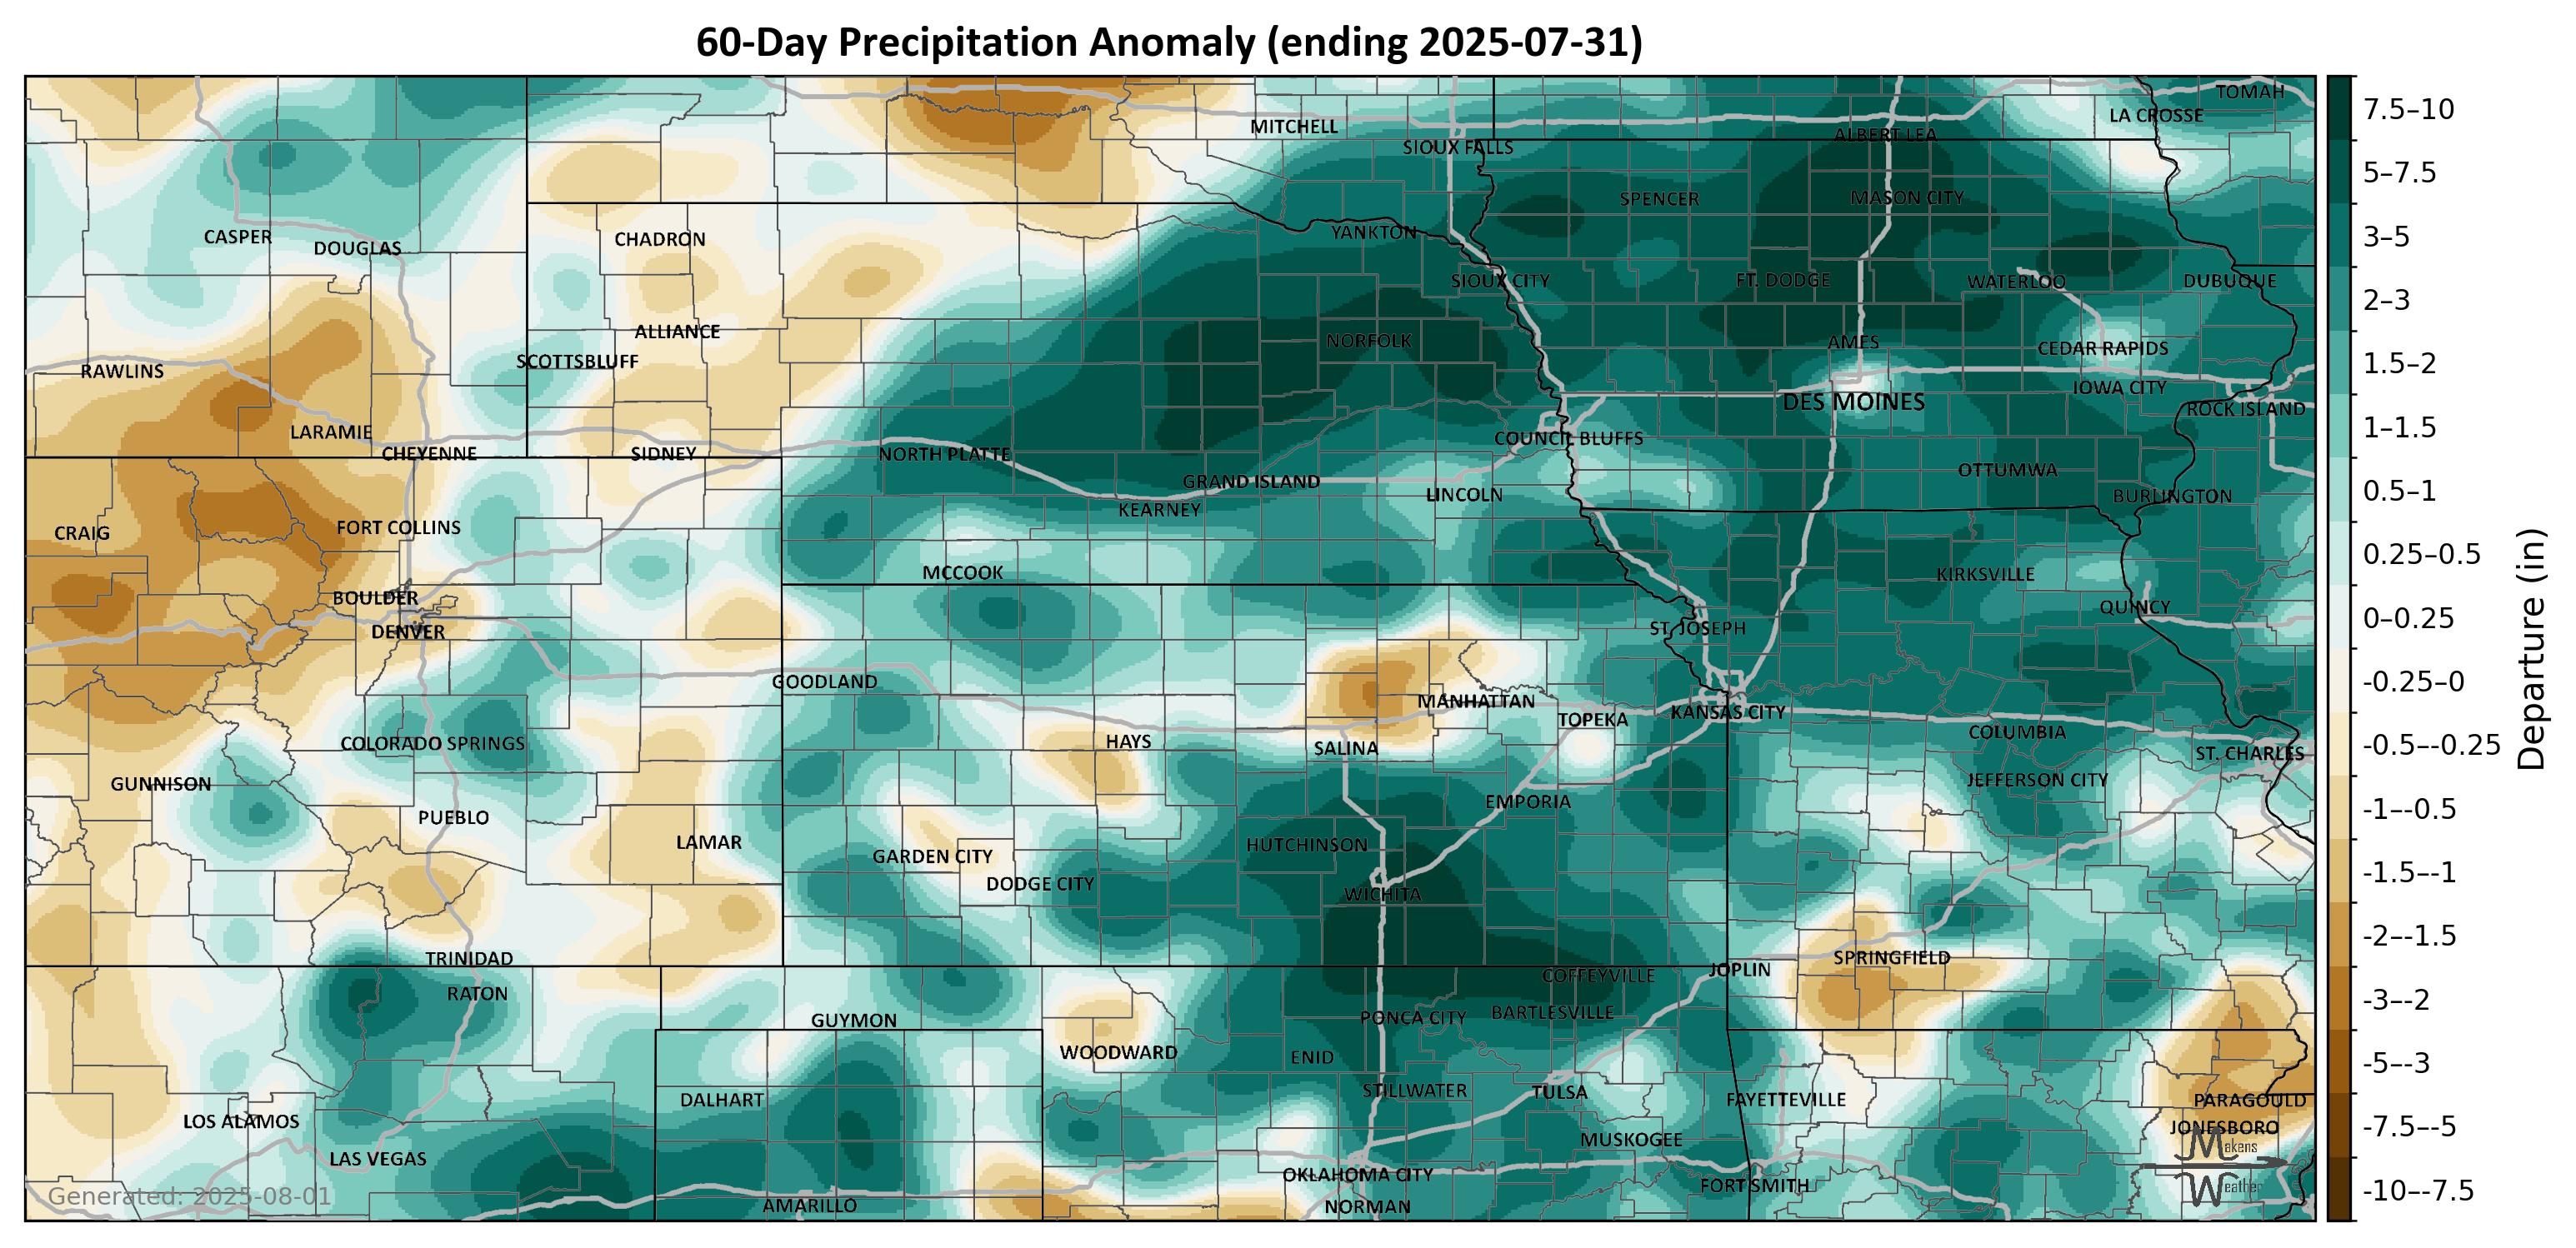 60-Day Precipitation Anomaly (ending 2025-07-31)
TOMAH
LA CROSSE
MITCHELL
ALBERT LEA
SIOUX FALLS
SPENCER
MASON CITY
CASPER
DOUGLAS
CHADRON
YANKTON
SIOUX CITY
FT. DODGE
WATERLOO
DUBUQUE
ALLIANCE
NORFOLK
AMES
CEDAR RAPIDS
SCOTTSBLUFF
RAWLINS
IOWA CITY
DES MOINES
ROCK ISLAND
LARAMIE
COUNCIL BLUFFS
CHEYENNE
SIDNEY
NORTH PLATTE
OTTUMWA
GRAND ISLAND
LINCOLN
BURLINGTON
KEARNEY
CRAIG
FORT COLLINS
MCCOOK
KIRKSVILLE
BOULDER
QUINCY
DENVER
ST. JOSEPH
GOODLAND
MANHATTAN
TOPEKA
KANSAS CITY
COLUMBIA
COLORADO SPRINGS
HAYS
SALINA
ST. CHARLES
GUNNISON
JEFFERSON CITY
EMPORIA
PUEBLO
LAMAR
HUTCHINSON
GARDEN CITY
DODGE CITY
WICHITA
TRINIDAD
SPRINGFIELD
JOPLIN
COFFEYVILLE
RATON
BARTLESVILLE
PONCA CITY
GUYMON
WOODWARD
ENID
STILLWATER
TULSA
DALHART
FAYETTEVILLE
PARAGOULD
LOS ALAMOS
JONESBORO
MUSKOGEE
LAS VEGAS
OKLAHOMA CITY
FORT SMITH
AMARILLO
NORMAN
Generated: 2025-08-01
Makens
Weather
7.5–10
5–7.5
3–5
2–3
1.5–2
1–1.5
0.5–1
0.25–0.5
0–0.25
-0.25–0
-0.5–-0.25
-1–-0.5
-1.5–-1
-2–-1.5
-3–-2
-5–-3
-7.5–-5
-10–-7.5
Departure (in)